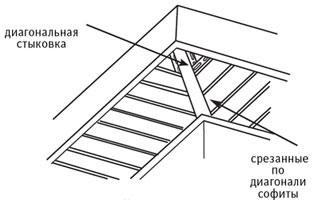 диагональная
стыковка
срезанные
по
диагонали
софиты